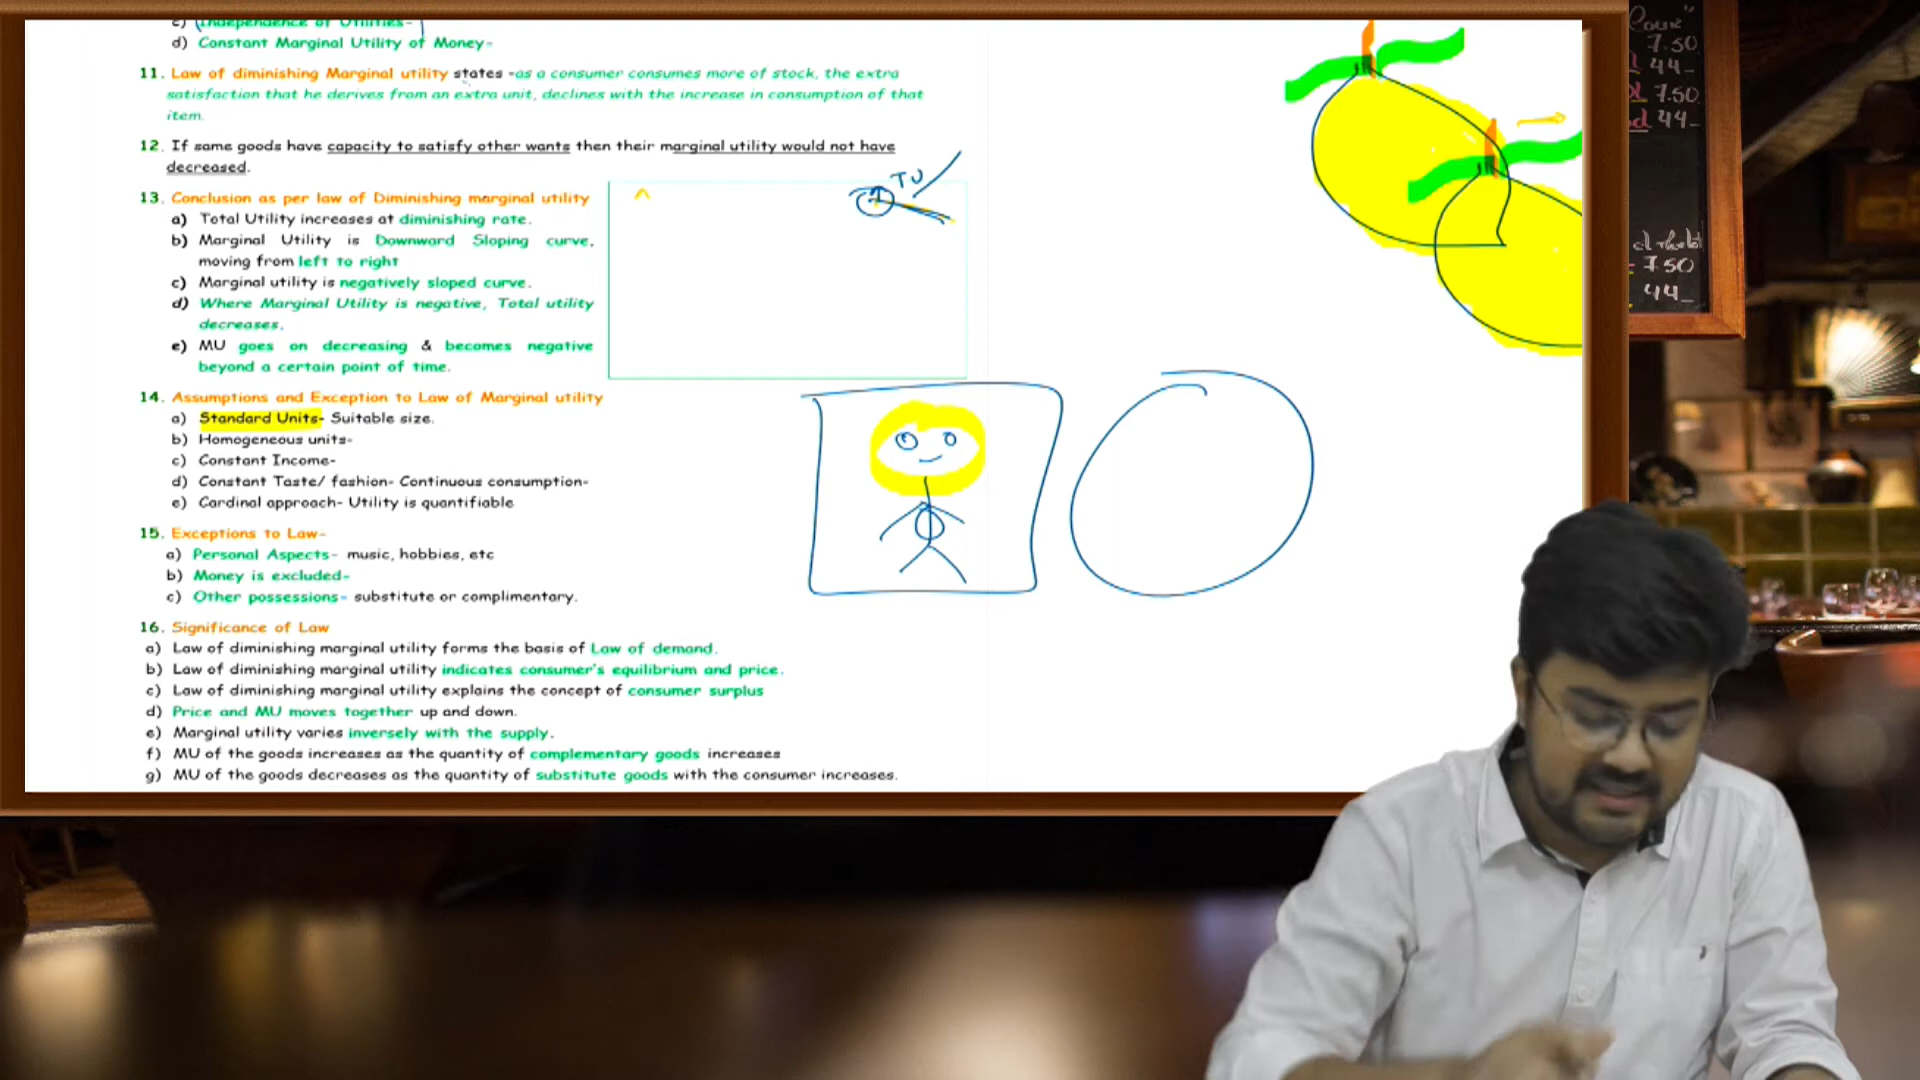 c) (Independence of Utilities-
d) Constant Marginal Utility of Money-
11. Law of diminishing Marginal utility states -as a consumer consumes more of stock, the extra
satisfaction that he derives from an extra unit, declines with the increase in consumption of that
item.
12. If same goods have capacity to satisfy other wants then their marginal utility would not have
decreased.
13. Conclusion as per law of Diminishing marginal utility
a) Total Utility increases at diminishing rate.
b) Marginal Utility is Downward Sloping curve,
moving from left to right
c) Marginal utility is negatively sloped curve.
d) Where Marginal Utility is negative, Total utility
decreases.
e) MU goes on decreasing & becomes negative
beyond a certain point of time.
TU
14. Assumptions and Exception to Law of Marginal utility
a) Standard Units- Suitable size.
b) Homogeneous units-
c) Constant Income-
d) Constant Taste/ fashion- Continuous consumption-
e) Cardinal approach- Utility is quantifiable
15. Exceptions to Law-
a) Personal Aspects- music, hobbies, etc
b) Money is excluded-
c) Other possessions- substitute or complimentary.
16. Significance of Law
a) Law of diminishing marginal utility forms the basis of Law of demand.
b) Law of diminishing marginal utility indicates consumer's equilibrium and price.
c) Law of diminishing marginal utility explains the concept of consumer surplus
d) Price and MU moves together up and down.
e) Marginal utility varies inversely with the supply.
f) MU of the goods increases as the quantity of complementary goods increases
g) MU of the goods decreases as the quantity of substitute goods with the consumer increases.
7.50
44-
7.50
44-
7.50
44-